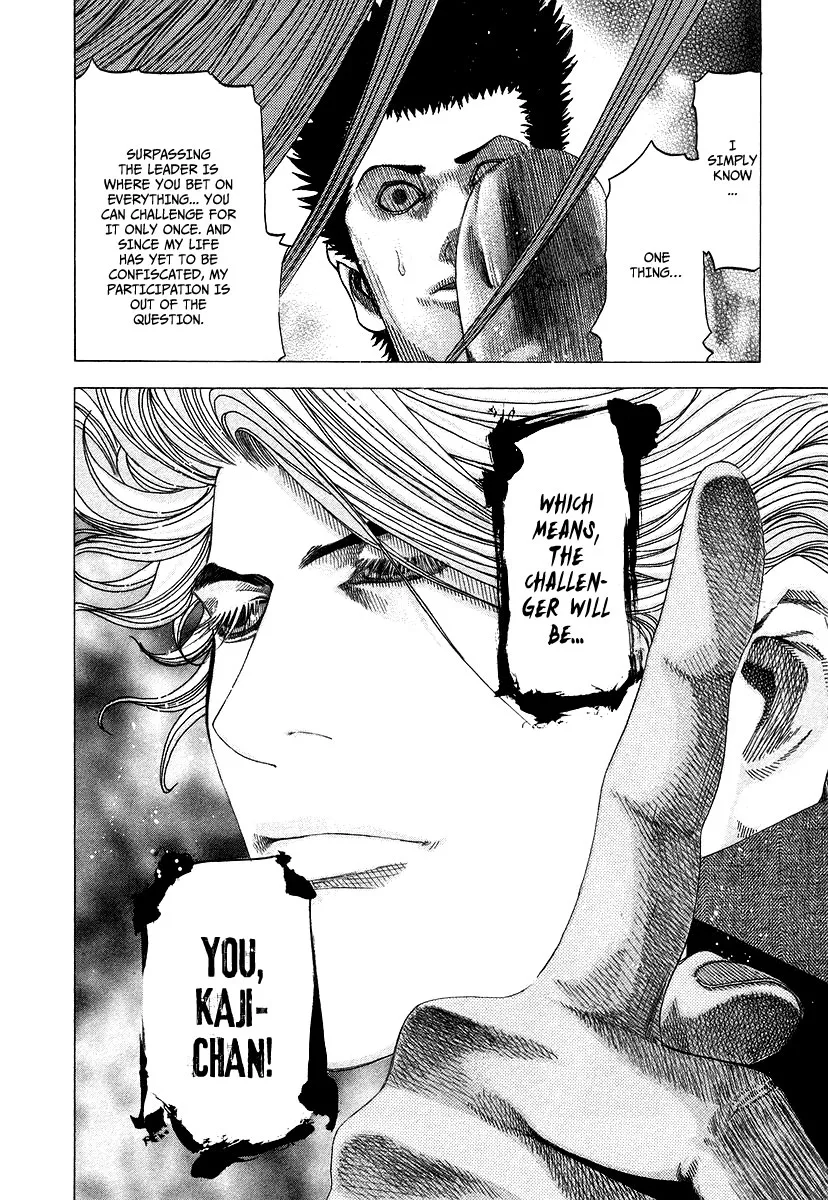 I
SIMPLY
KNOW
...
ONE
THING...
SURPASSING
THE LEADER IS
WHERE YOU BET ON
EVERYTHING... YOU
CAN CHALLENGE FOR
IT ONLY ONCE. AND
SINCE MY LIFE
HAS YET TO BE
CONFISCATED, MY
PARTICIPATION IS
OUT OF THE
QUESTION.
WHICH
MEANS,
THE
CHALLEN-
GER WILL
BE...
YOU,
KAJI-
CHAN!